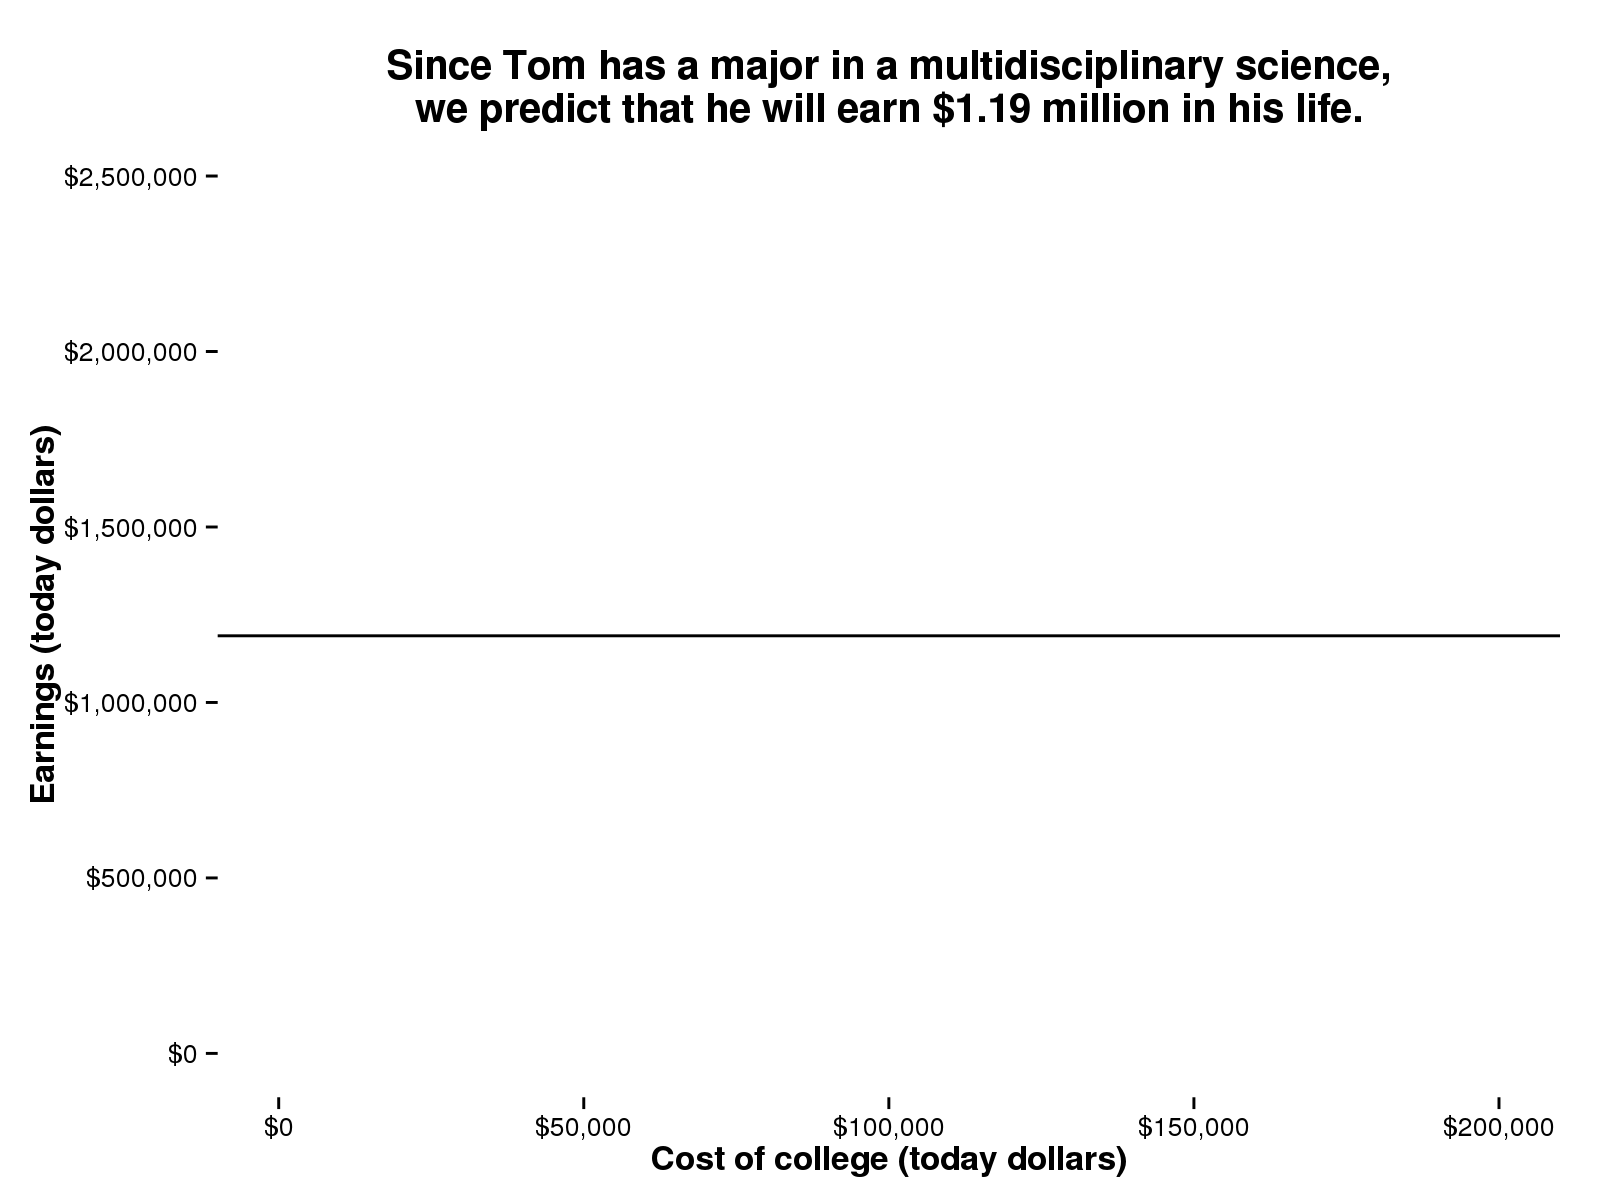 Since Tom has a major in a multidisciplinary science,
we predict that he will earn $1.19 million in his life.
$2,500,000
$2,000,000
$1,500,000
$1,000,000
$500,000
$0
Earnings (today dollars)
$0
$50,000
$100,000
$150,000
$200,000
Cost of college (today dollars)